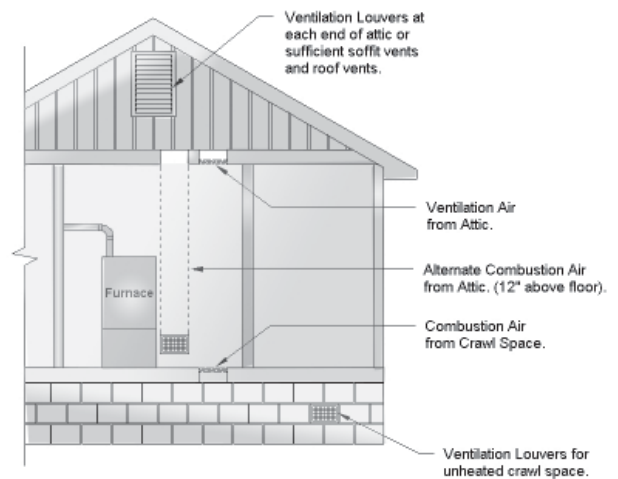 Ventilation Louvers at
each end of attic or
sufficient soffit vents
and roof vents.
Ventilation Air
from Attic.
Alternate Combustion Air
from Attic. (12" above floor).
Furnace
Combustion Air
from Crawl Space.
Ventilation Louvers for
unheated crawl space.